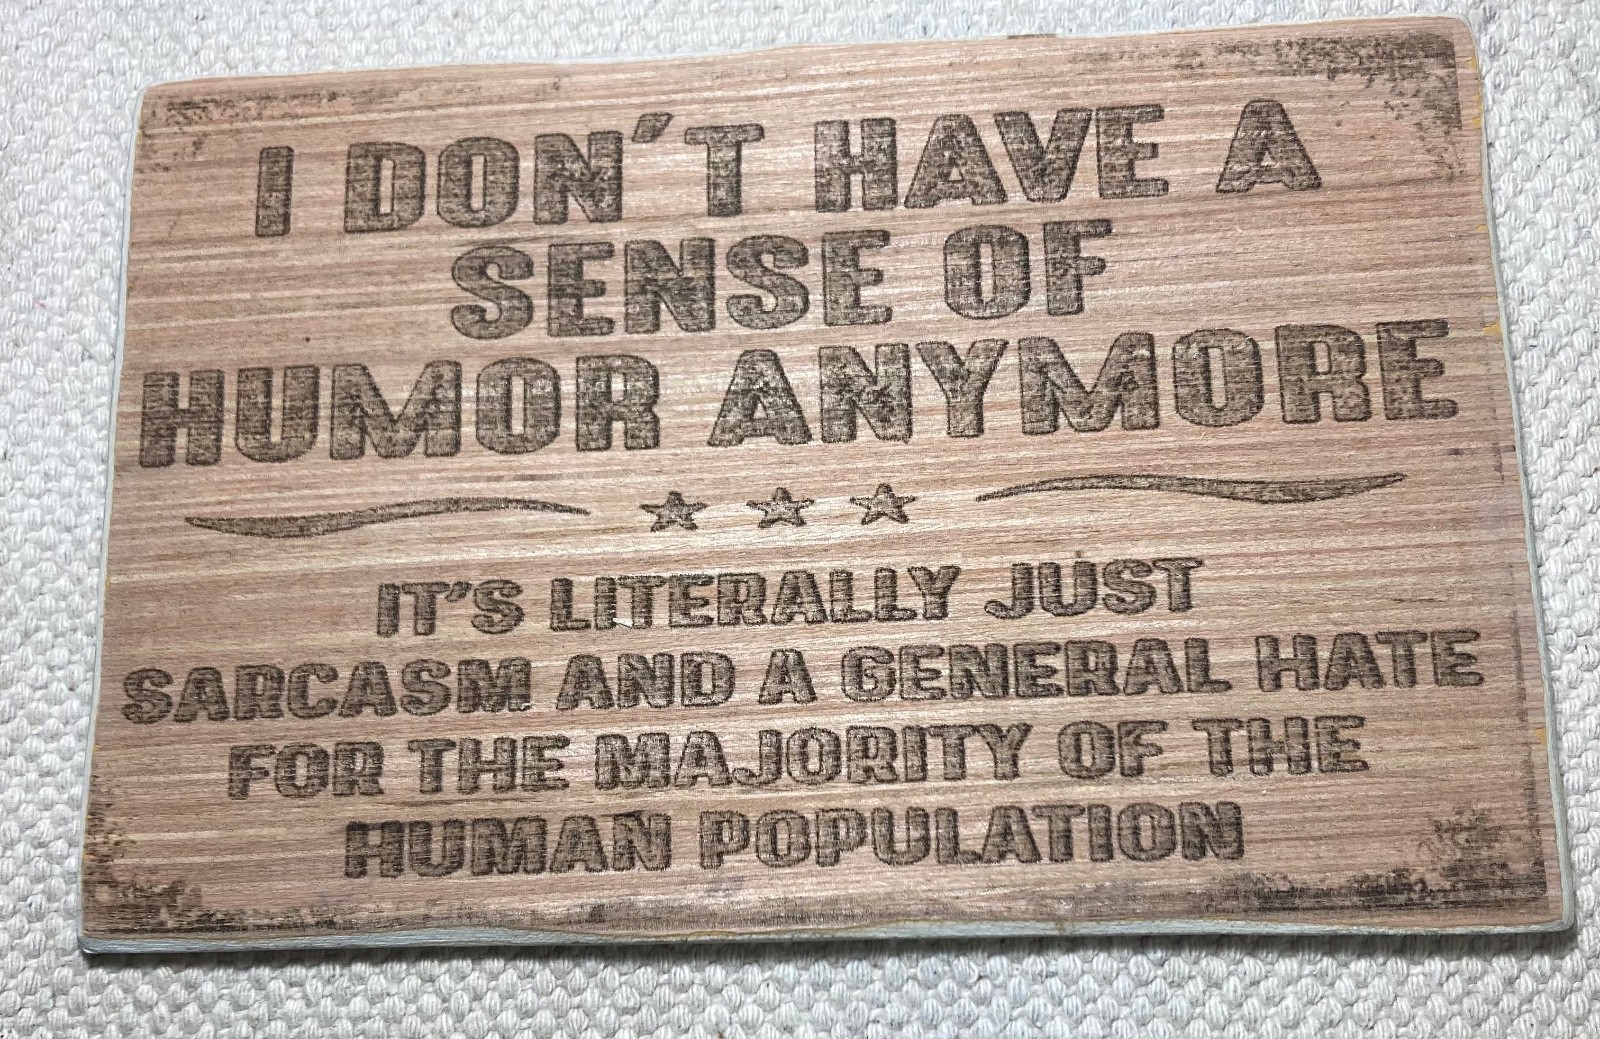 I DON'T HAVE A
SENSE OF
HUMOR ANYMORE
IT'S LITERALLY JUST
SARCASM AND A GENERAL HATE
FOR THE MAJORITY OF THE
HUMAN POPULATION